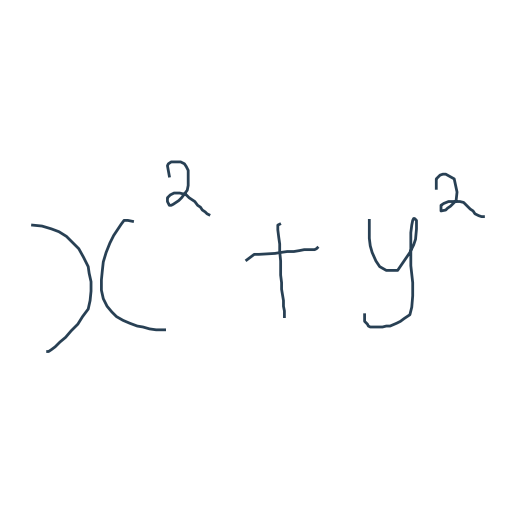 x² + y²